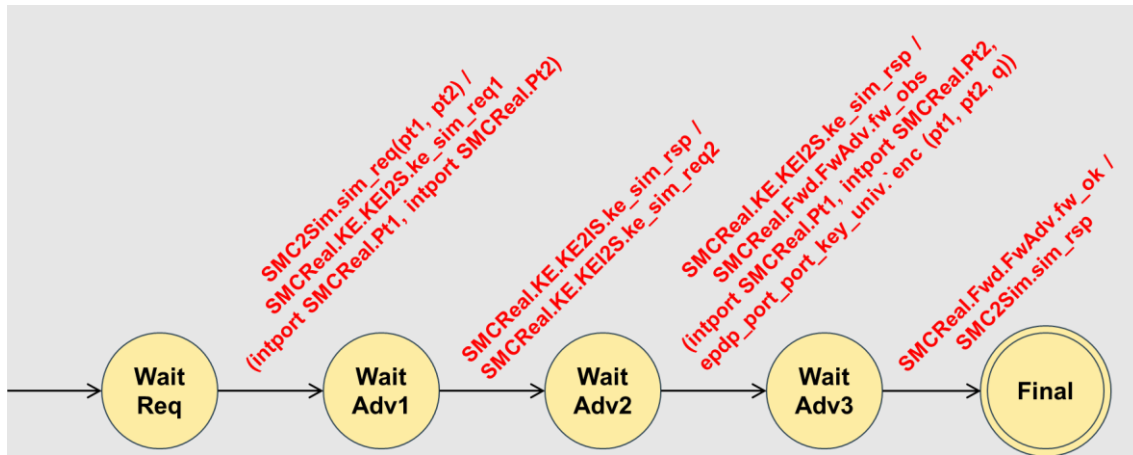 SMC2Sim.sim_req(pt1, pt2) /
SMCReal.KE.KEI2S.ke_sim_req1
(intport SMCReal.Pt1, intport SMCReal.Pt2)
SMCReal.KE.KE2IS.ke_sim_rsp /
SMCReal.KE.KEI2S.ke_sim_req2
SMCReal.KE.KEI2S.ke_sim_rsp /
SMCReal.Fwd.FwAdv.fw_obs
(intport SMCReal.Pt1, intport SMCReal.Pt2,
epdp_port_port_key_univ.`enc (pt1, pt2, q))
SMCReal.Fwd.FwAdv.fw_ok /
SMC2Sim.sim_rsp
Wait
Req
Wait
Adv1
Wait
Adv2
Wait
Adv3
Final